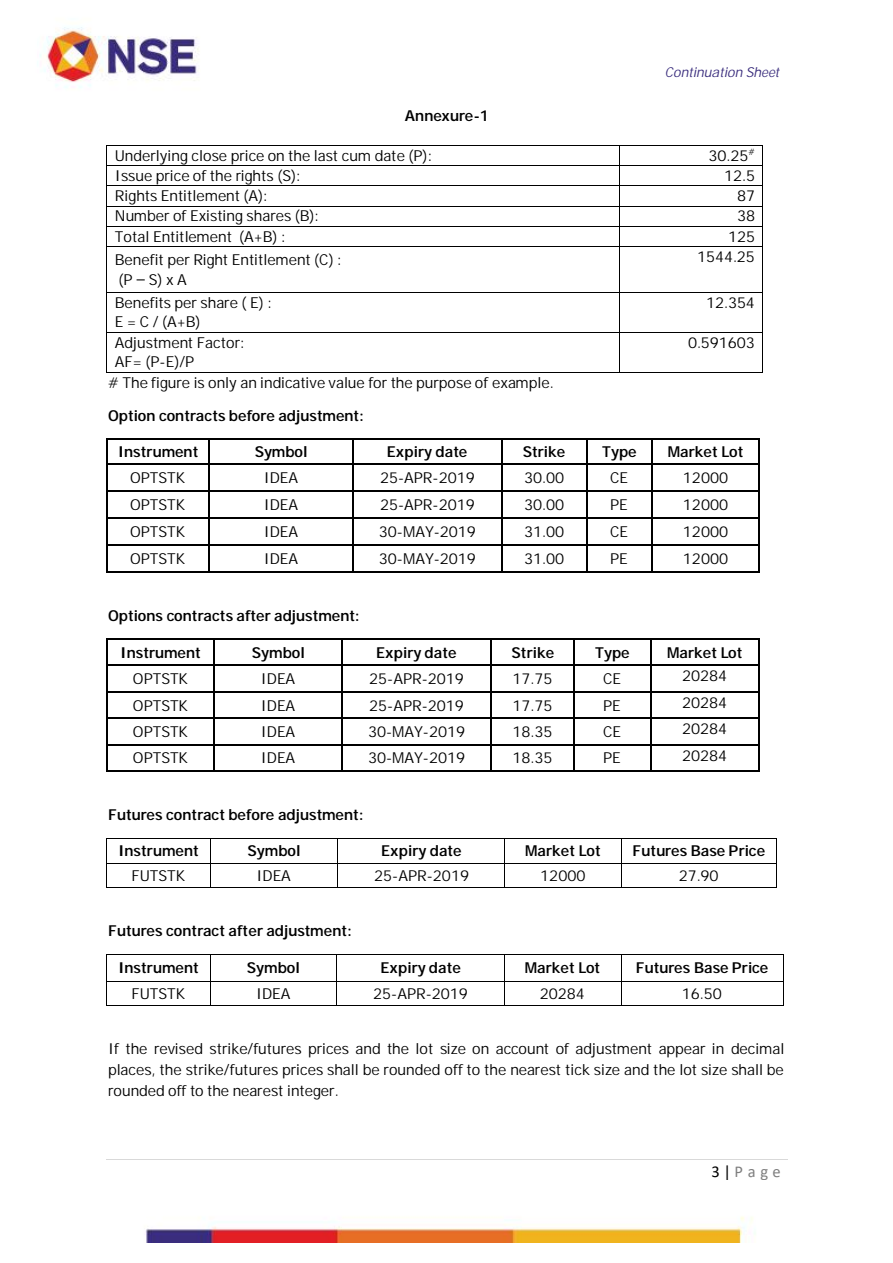 NSE
Continuation Sheet
Annexure-1
Underlying close price on the last cum date (P): 30.25#
Issue price of the rights (S): 12.5
Rights Entitlement (A): 87
Number of Existing shares (B): 38
Total Entitlement (A+B) : 125
Benefit per Right Entitlement (C) : 1544.25
(P – S) x A
Benefits per share ( E) : 12.354
E = C / (A+B)
Adjustment Factor: 0.591603
AF= (P-E)/P
# The figure is only an indicative value for the purpose of example.
Option contracts before adjustment:
Instrument Symbol Expiry date Strike Type Market Lot
OPTSTK IDEA 25-APR-2019 30.00 CE 12000
OPTSTK IDEA 25-APR-2019 30.00 PE 12000
OPTSTK IDEA 30-MAY-2019 31.00 CE 12000
OPTSTK IDEA 30-MAY-2019 31.00 PE 12000
Options contracts after adjustment:
Instrument Symbol Expiry date Strike Type Market Lot
OPTSTK IDEA 25-APR-2019 17.75 CE 20284
OPTSTK IDEA 25-APR-2019 17.75 PE 20284
OPTSTK IDEA 30-MAY-2019 18.35 CE 20284
OPTSTK IDEA 30-MAY-2019 18.35 PE 20284
Futures contract before adjustment:
Instrument Symbol Expiry date Market Lot Futures Base Price
FUTSTK IDEA 25-APR-2019 12000 27.90
Futures contract after adjustment:
Instrument Symbol Expiry date Market Lot Futures Base Price
FUTSTK IDEA 25-APR-2019 20284 16.50
If the revised strike/futures prices and the lot size on account of adjustment appear in decimal
places, the strike/futures prices shall be rounded off to the nearest tick size and the lot size shall be
rounded off to the nearest integer.
3 | Page